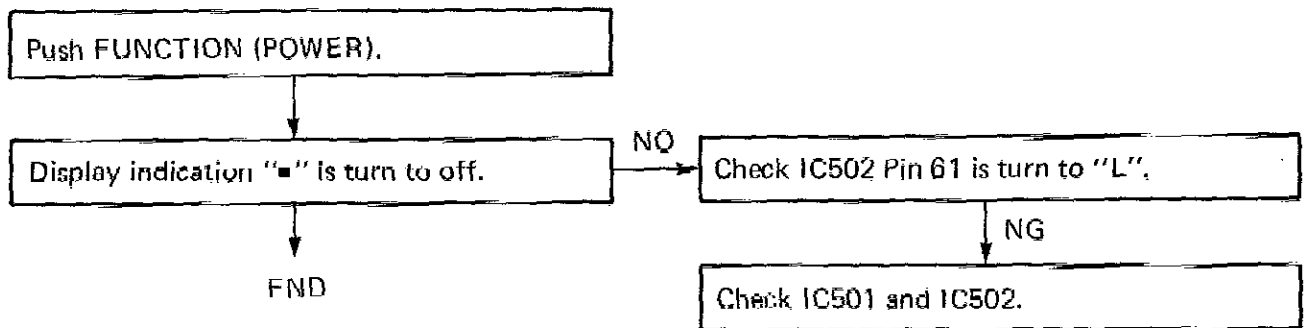 Push FUNCTION (POWER).
Display indication "■" is turn to off.
NO
Check IC502 Pin 61 is turn to "L".
NG
END
Check IC501 and IC502.